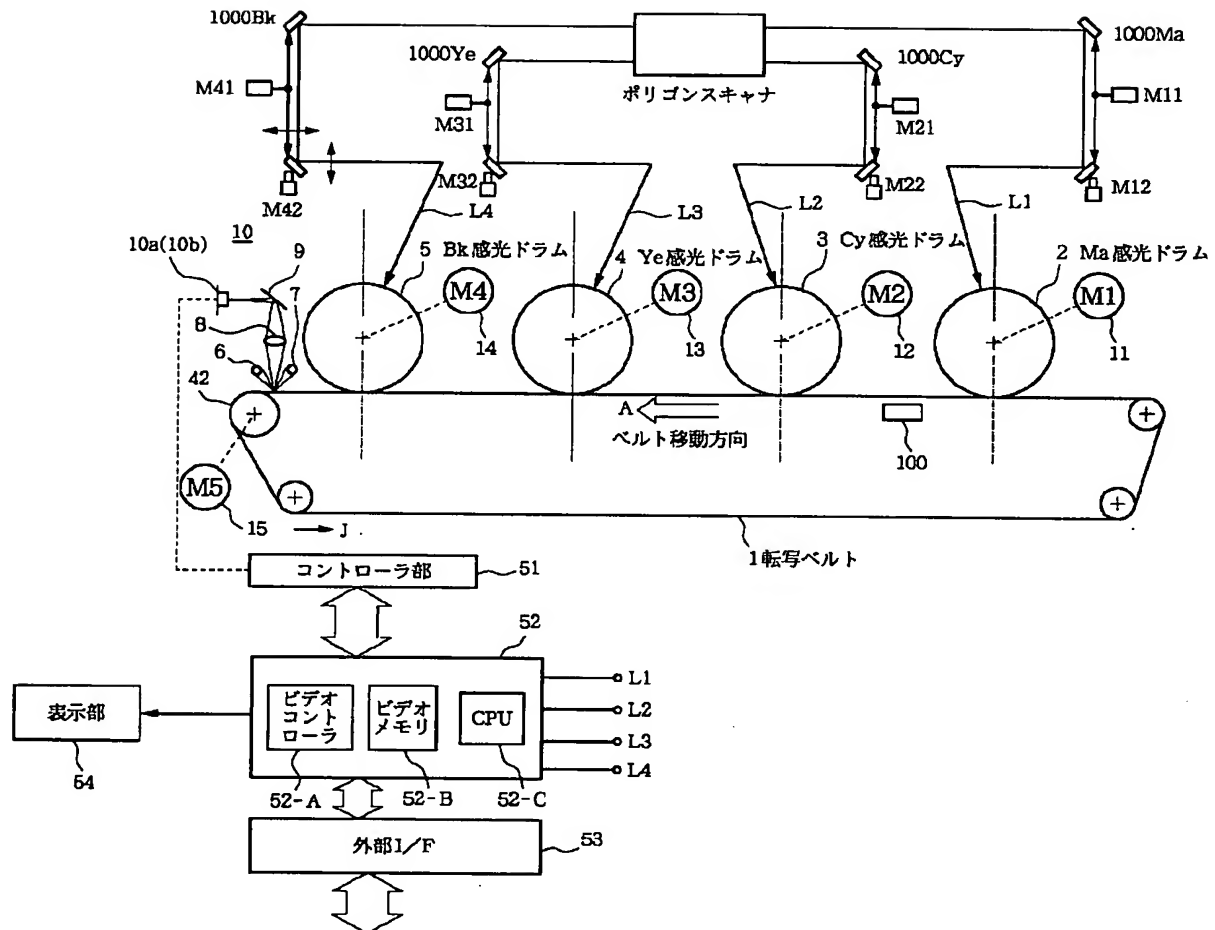 1000Bk
1000Ye
1000Cy
1000Ma
ポリゴンスキャナ
M41
M31
M21
M11
M42
M32
M22
M12
L4
L3
L2
L1
10
10a(10b)
9
7
8
6
42
5 Bk感光ドラム
4 Ye感光ドラム
3 Cy感光ドラム
2 Ma感光ドラム
M4
M3
M2
M1
14
13
12
11
A
ベルト移動方向
100
M5
15
J
1転写ベルト
コントローラ部
51
52
ビデオ
コント
ローラ
ビデオ
メモリ
CPU
L1
L2
L3
L4
表示部
54
52-A
52-B
52-C
外部I/F
53